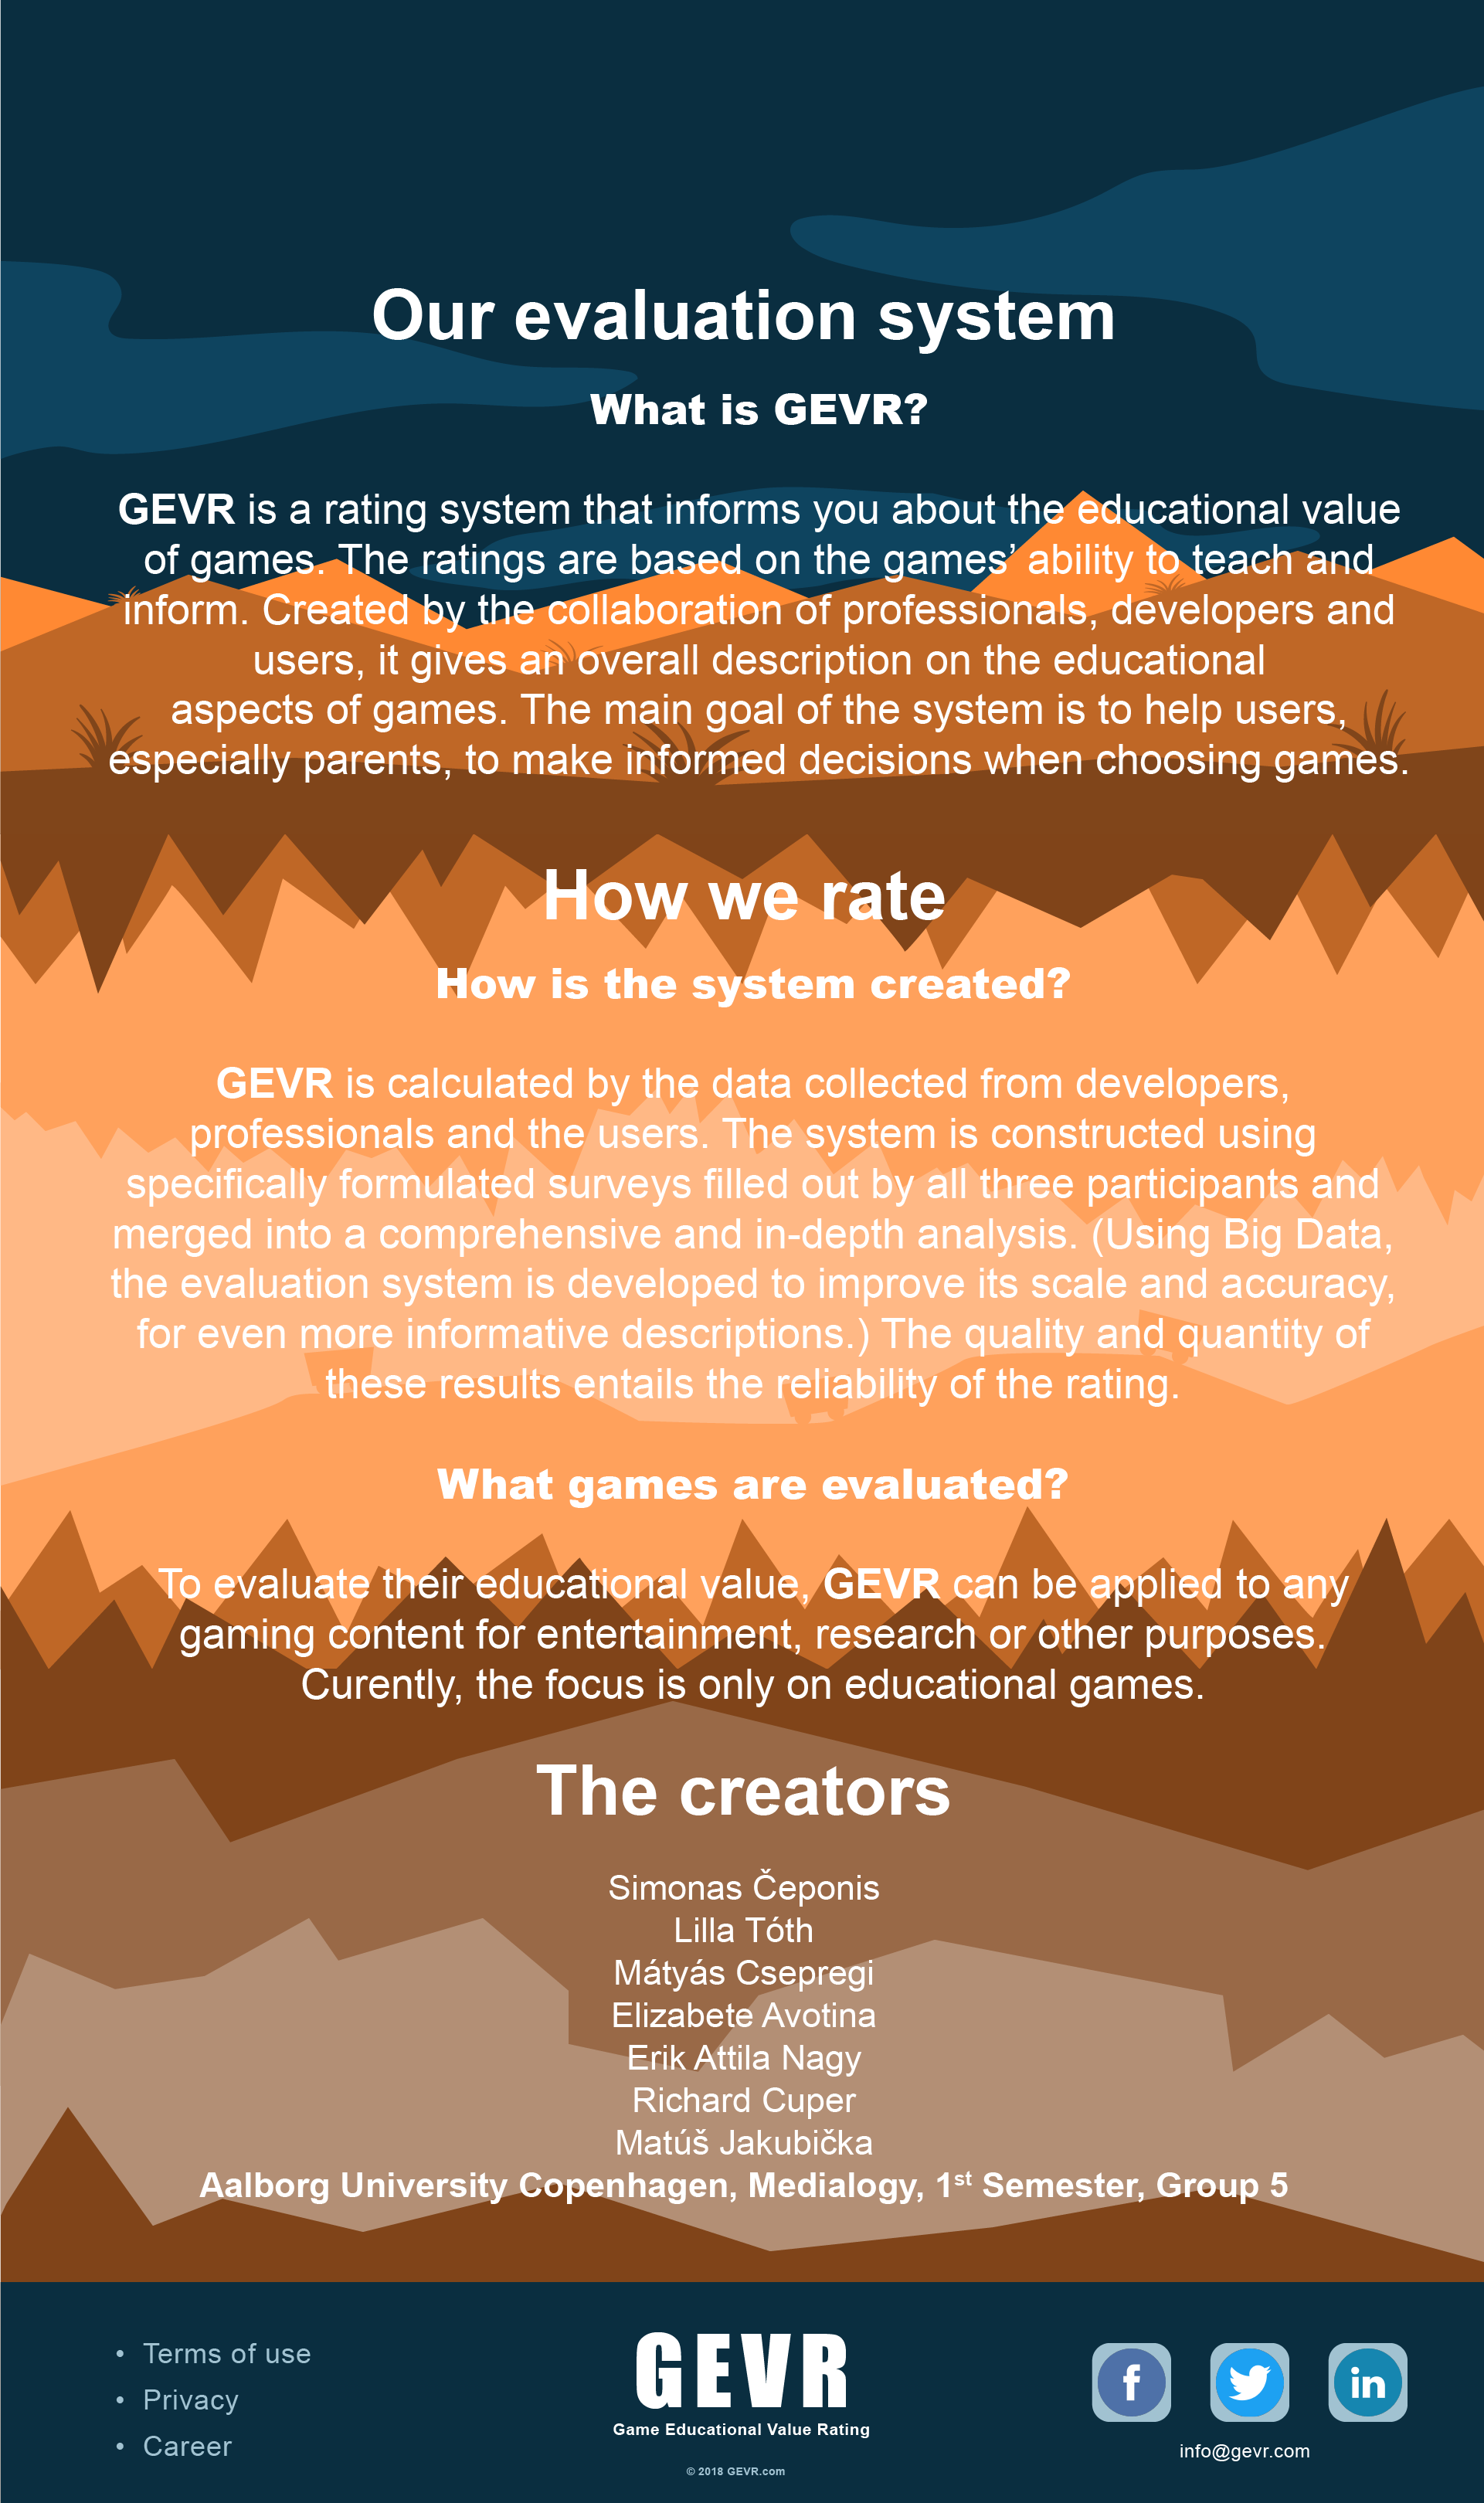 Our evaluation system
What is GEVR?
GEVR is a rating system that informs you about the educational value
of games. The ratings are based on the games’ ability to teach and
inform. Created by the collaboration of professionals, developers and
users, it gives an overall description on the educational
aspects of games. The main goal of the system is to help users,
especially parents, to make informed decisions when choosing games.
How we rate
How is the system created?
GEVR is calculated by the data collected from developers,
professionals and the users. The system is constructed using
specifically formulated surveys filled out by all three participants and
merged into a comprehensive and in-depth analysis. (Using Big Data,
the evaluation system is developed to improve its scale and accuracy,
for even more informative descriptions.) The quality and quantity of
these results entails the reliability of the rating.
What games are evaluated?
To evaluate their educational value, GEVR can be applied to any
gaming content for entertainment, research or other purposes.
Curently, the focus is only on educational games.
The creators
Simonas Čeponis
Lilla Tóth
Mátyás Csepregi
Elizabete Avotina
Erik Attila Nagy
Richard Cuper
Matúš Jakubička
Aalborg University Copenhagen, Medialogy, 1st Semester, Group 5
• Terms of use
• Privacy
• Career
GEVR
Game Educational Value Rating
© 2018 GEVR.com
f
in
info@gevr.com